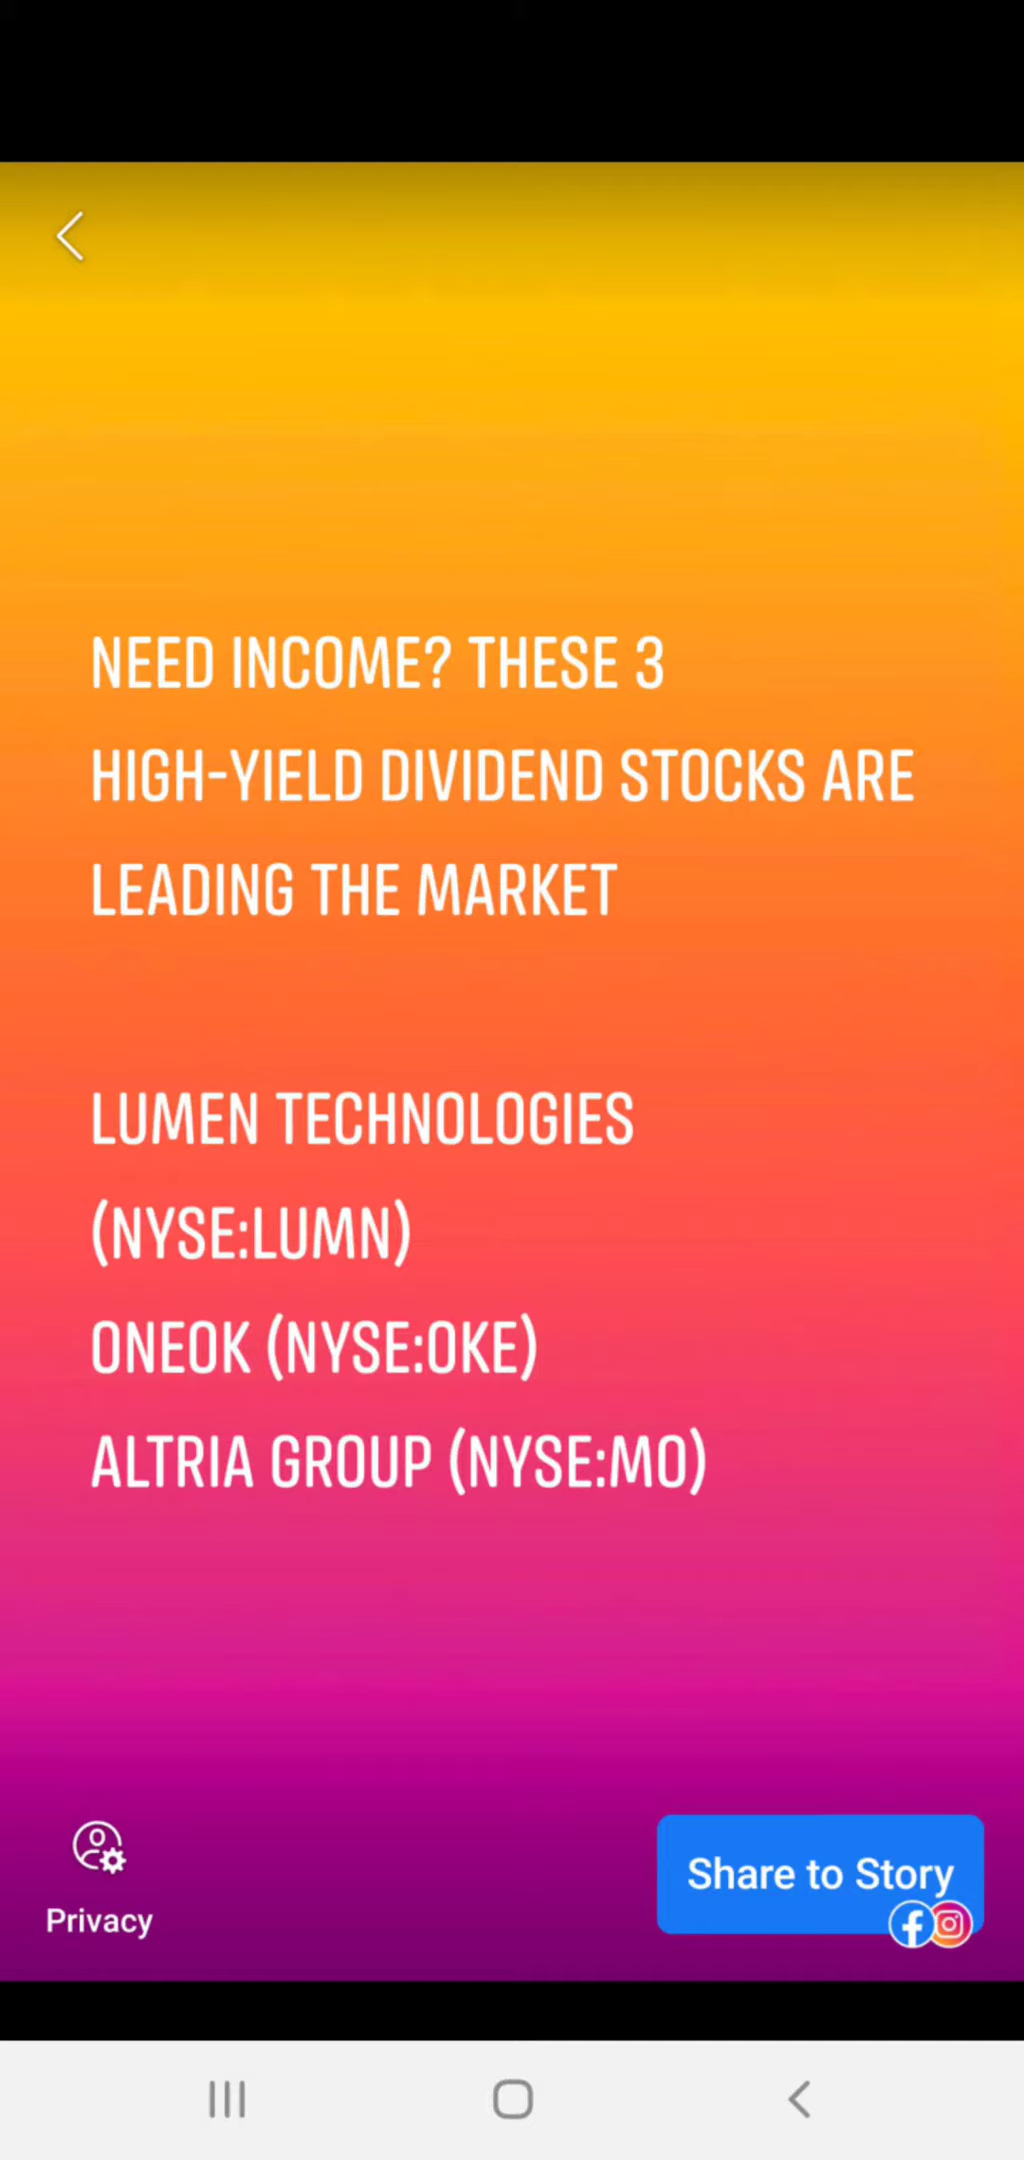 NEED INCOME? THESE 3
HIGH-YIELD DIVIDEND STOCKS ARE
LEADING THE MARKET
LUMEN TECHNOLOGIES
(NYSE:LUMN)
ONEOK (NYSE:OKE)
ALTRIA GROUP (NYSE:MO)
Privacy
Share to Story